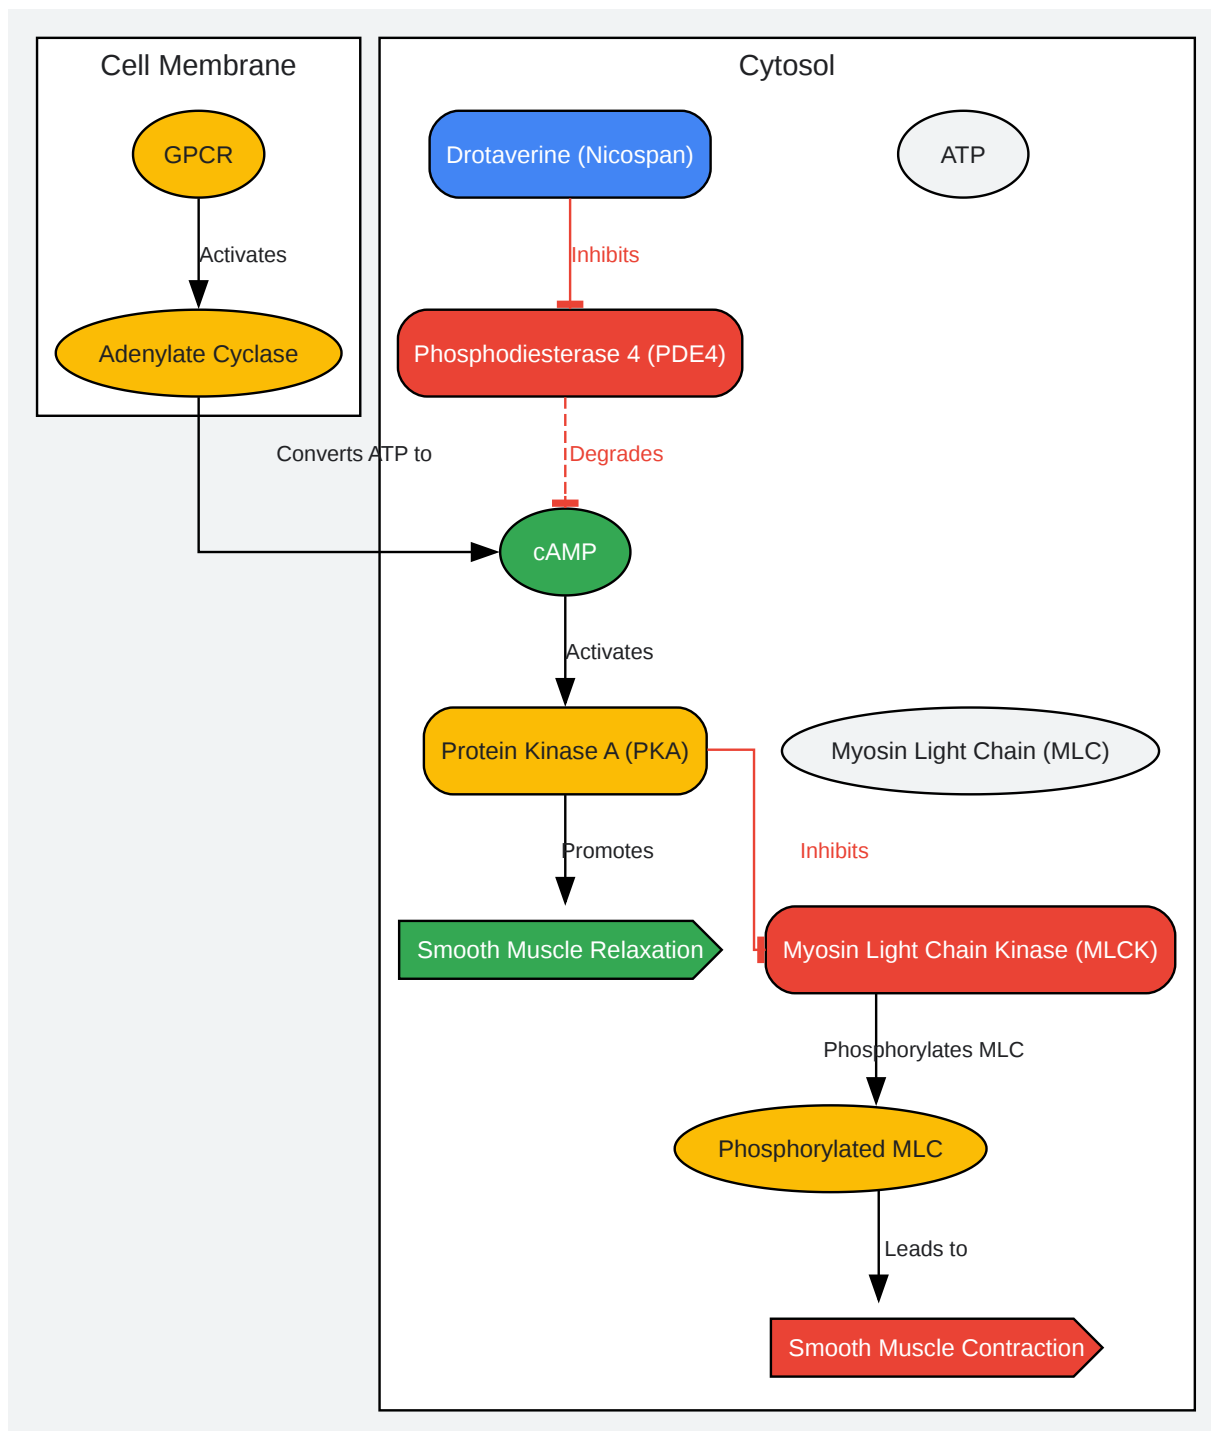 Cell Membrane
Cytosol
GPCR
Drotaverine (Nicospan)
ATP
Activates
Inhibits
Adenylate Cyclase
Phosphodiesterase 4 (PDE4)
Converts ATP to
Degrades
cAMP
Activates
Protein Kinase A (PKA)
Myosin Light Chain (MLC)
Promotes
Inhibits
Smooth Muscle Relaxation
Myosin Light Chain Kinase (MLCK)
Phosphorylates MLC
Phosphorylated MLC
Leads to
Smooth Muscle Contraction